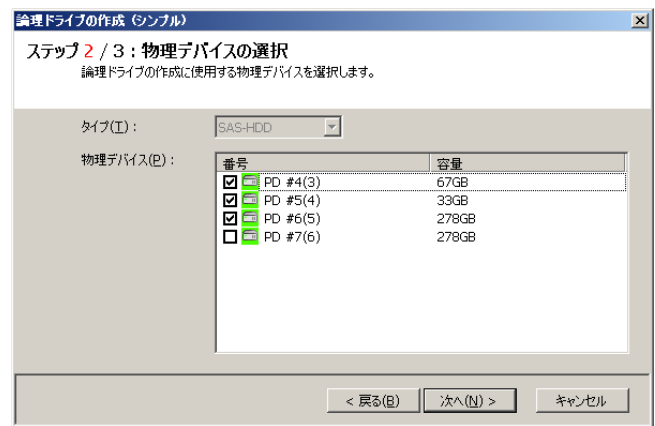 論理ドライブの作成（シンプル）
ステップ 2 / 3：物理デバイスの選択
論理ドライブの作成に使用する物理デバイスを選択します。
タイプ(T)： SAS-HDD
物理デバイス(P)：
番号 容量
PD #4(3) 67GB
PD #5(4) 33GB
PD #6(5) 278GB
PD #7(6) 278GB
< 戻る(B) 次へ(N) > キャンセル